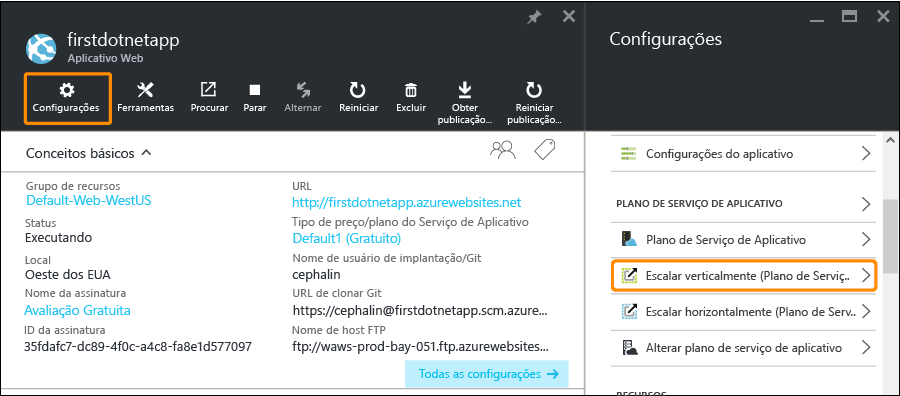 firstdotnetapp
Aplicativo Web
Configurações
Ferramentas
Procurar
Parar
Alternar
Reiniciar
Excluir
Obter
publicação...
Reiniciar
publicação...
Conceitos básicos
Grupo de recursos
Default-Web-WestUS
Status
Executando
Local
Oeste dos EUA
Nome da assinatura
Avaliação Gratuita
ID da assinatura
35fdafc7-dc89-4f0c-a4c8-fa8e1d577097
URL
http://firstdotnetapp.azurewebsites.net
Tipo de preço/plano do Serviço de Aplicativo
Default1 (Gratuito)
Nome de usuário de implantação/Git
cephalin
URL de clonar Git
https://cephalin@firstdotnetapp.scm.azure...
Nome de host FTP
ftp://waws-prod-bay-051.ftp.azurewebsites...
Todas as configurações
Configurações
Configurações do aplicativo
PLANO DE SERVIÇO DE APLICATIVO
Plano de Serviço de Aplicativo
Escalar verticalmente (Plano de Serviç..
Escalar horizontalmente (Plano de Serv..
Alterar plano de serviço de aplicativo
RECURSOS